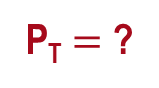 P_T = ?